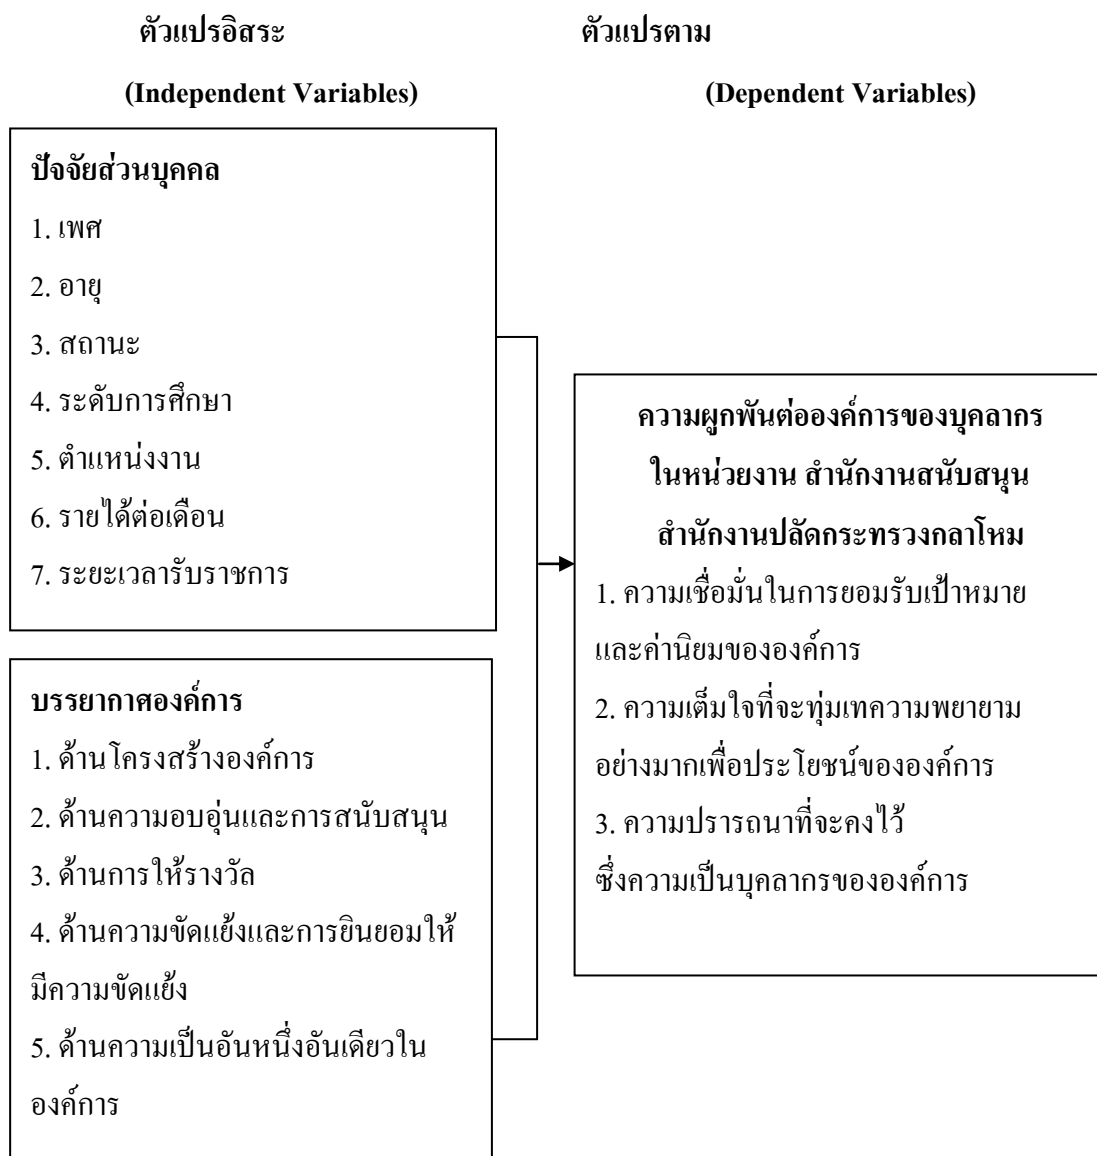 ตัวแปรอิสระ
(Independent Variables)
ปัจจัยส่วนบุคคล
1. เพศ
2. อายุ
3. สถานะ
4. ระดับการศึกษา
5. ตำแหน่งงาน
6. รายได้ต่อเดือน
7. ระยะเวลารับราชการ
บรรยากาศองค์การ
1. ด้านโครงสร้างองค์การ
2. ด้านความอบอุ่นและการสนับสนุน
3. ด้านการให้รางวัล
4. ด้านความขัดแย้งและการยินยอมให้
มีความขัดแย้ง
5. ด้านความเป็นอันหนึ่งอันเดียวใน
องค์การ
ตัวแปรตาม
(Dependent Variables)
ความผูกพันต่อองค์การของบุคลากร
ในหน่วยงาน สำนักงานสนับสนุน
สำนักงานปลัดกระทรวงกลาโหม
1. ความเชื่อมั่นในการยอมรับเป้าหมาย
และค่านิยมขององค์การ
2. ความเต็มใจที่จะทุ่มเทความพยายาม
อย่างมากเพื่อประโยชน์ขององค์การ
3. ความปรารถนาที่จะคงไว้
ซึ่งความเป็นบุคลากรขององค์การ